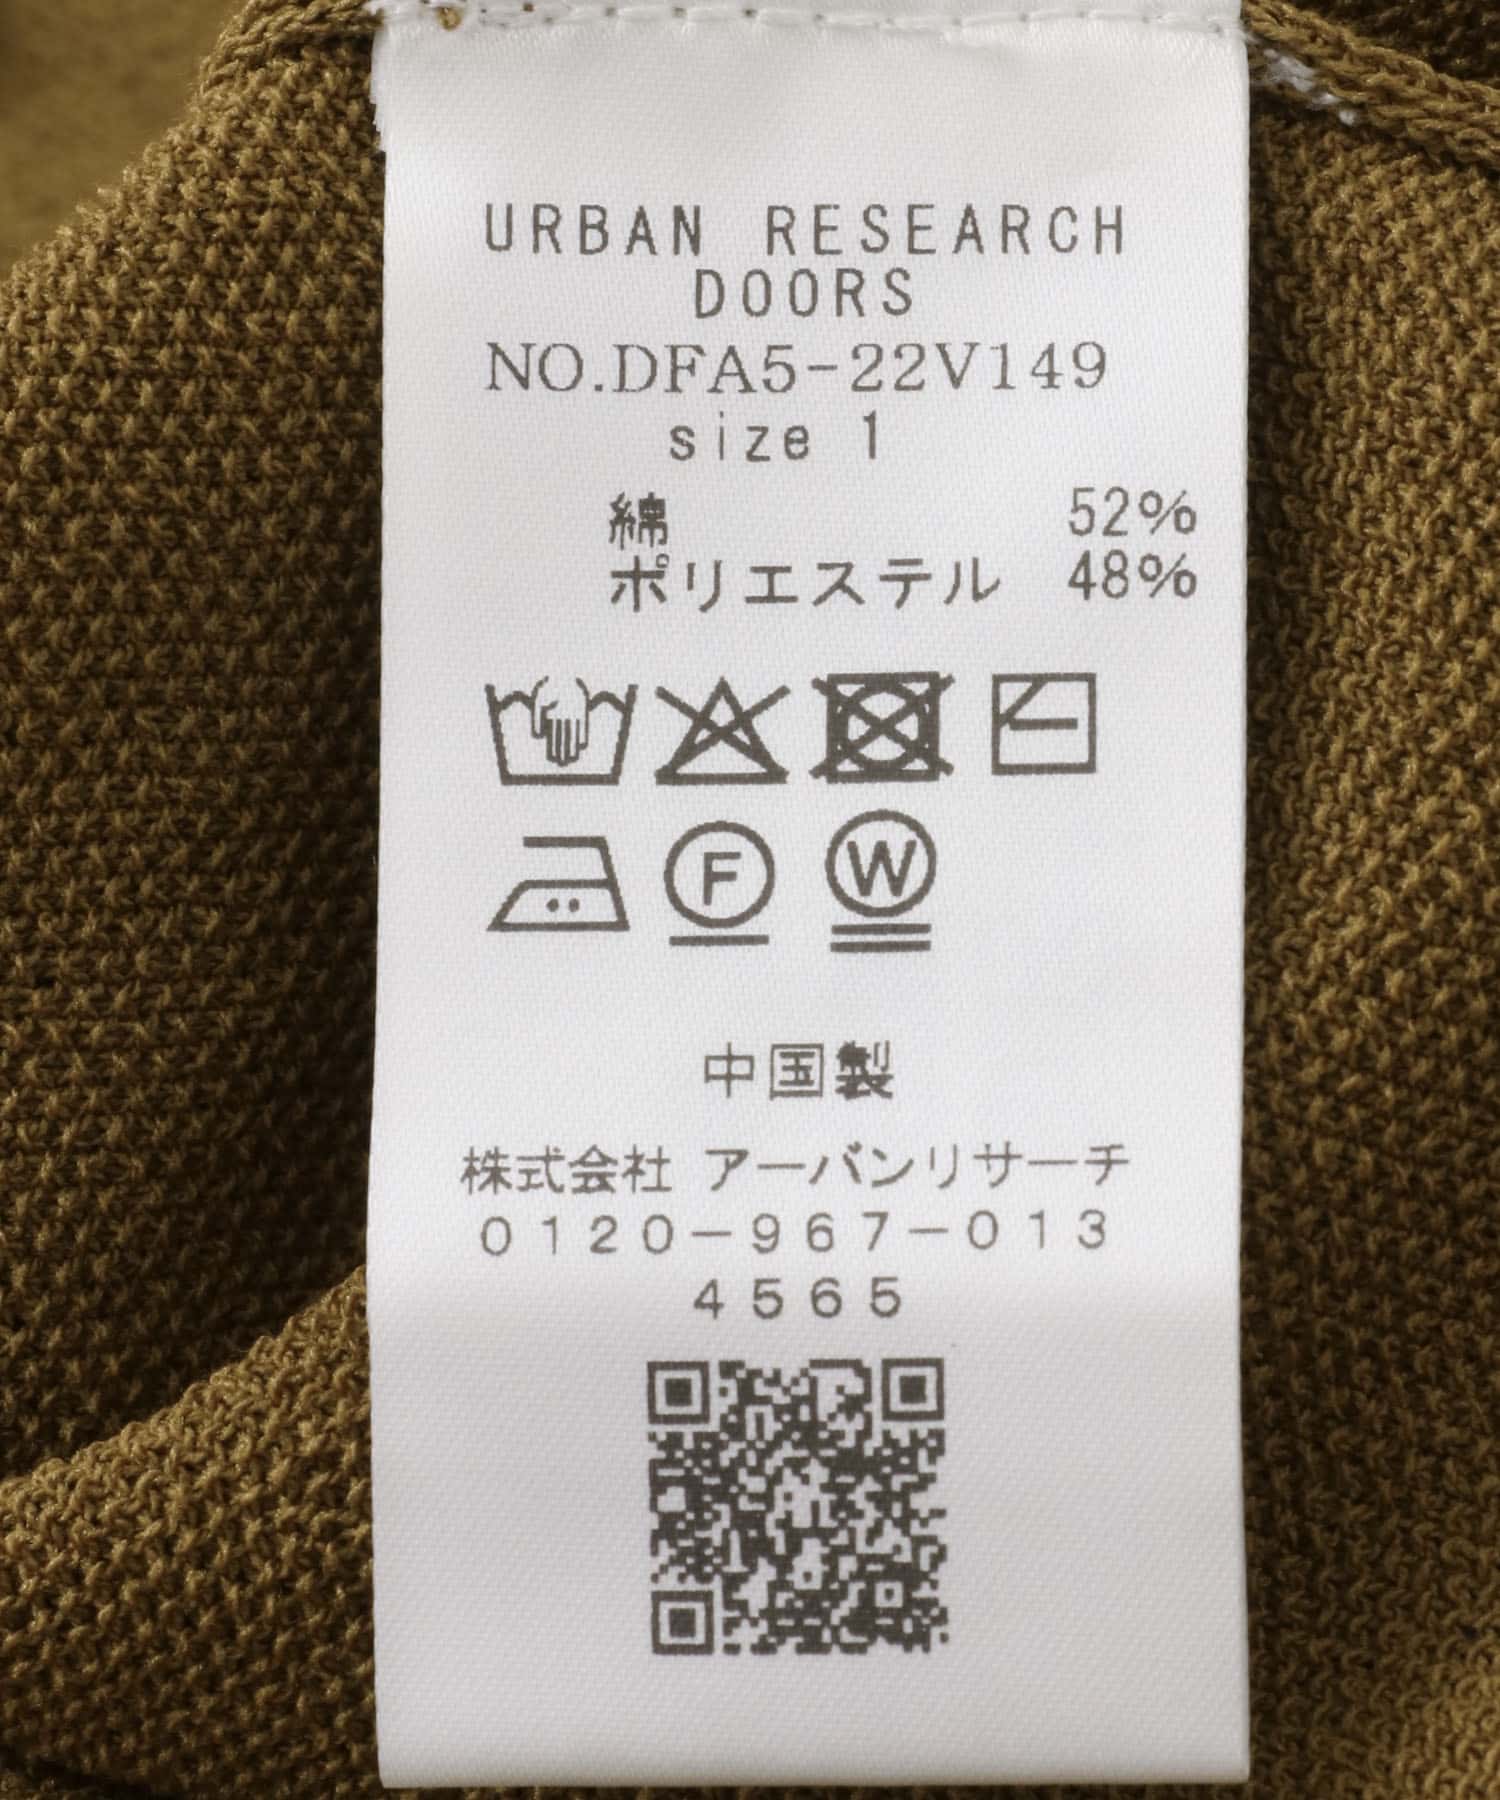 URBAN RESEARCH
DOORS
NO.DFA5-22V149
size 1
綿 52%
ポリエステル 48%
F W
中国製
株式会社 アーバンリサーチ
0120-967-013
4565